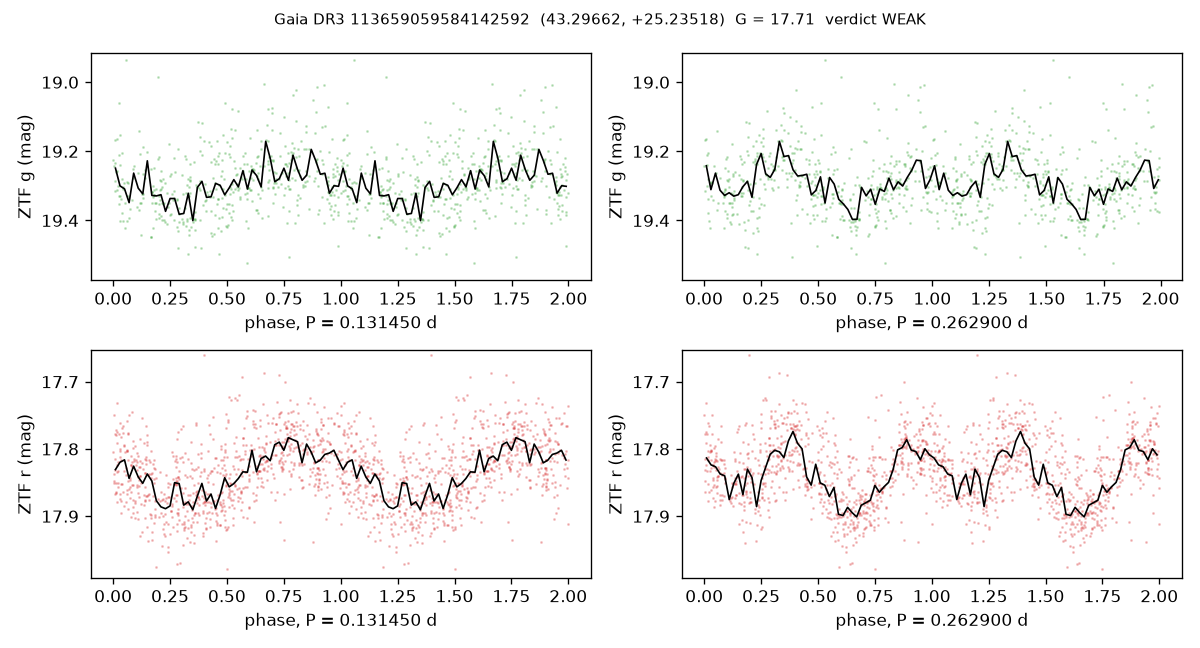 Gaia DR3 113659059584142592 (43.29662, +25.23518) G = 17.71 verdict WEAK
ZTF g (mag)
19.0
19.2
19.4
0.00 0.25 0.50 0.75 1.00 1.25 1.50 1.75 2.00
phase, P = 0.131450 d
ZTF g (mag)
19.0
19.2
19.4
0.00 0.25 0.50 0.75 1.00 1.25 1.50 1.75 2.00
phase, P = 0.262900 d
ZTF r (mag)
17.7
17.8
17.9
0.00 0.25 0.50 0.75 1.00 1.25 1.50 1.75 2.00
phase, P = 0.131450 d
ZTF r (mag)
17.7
17.8
17.9
0.00 0.25 0.50 0.75 1.00 1.25 1.50 1.75 2.00
phase, P = 0.262900 d